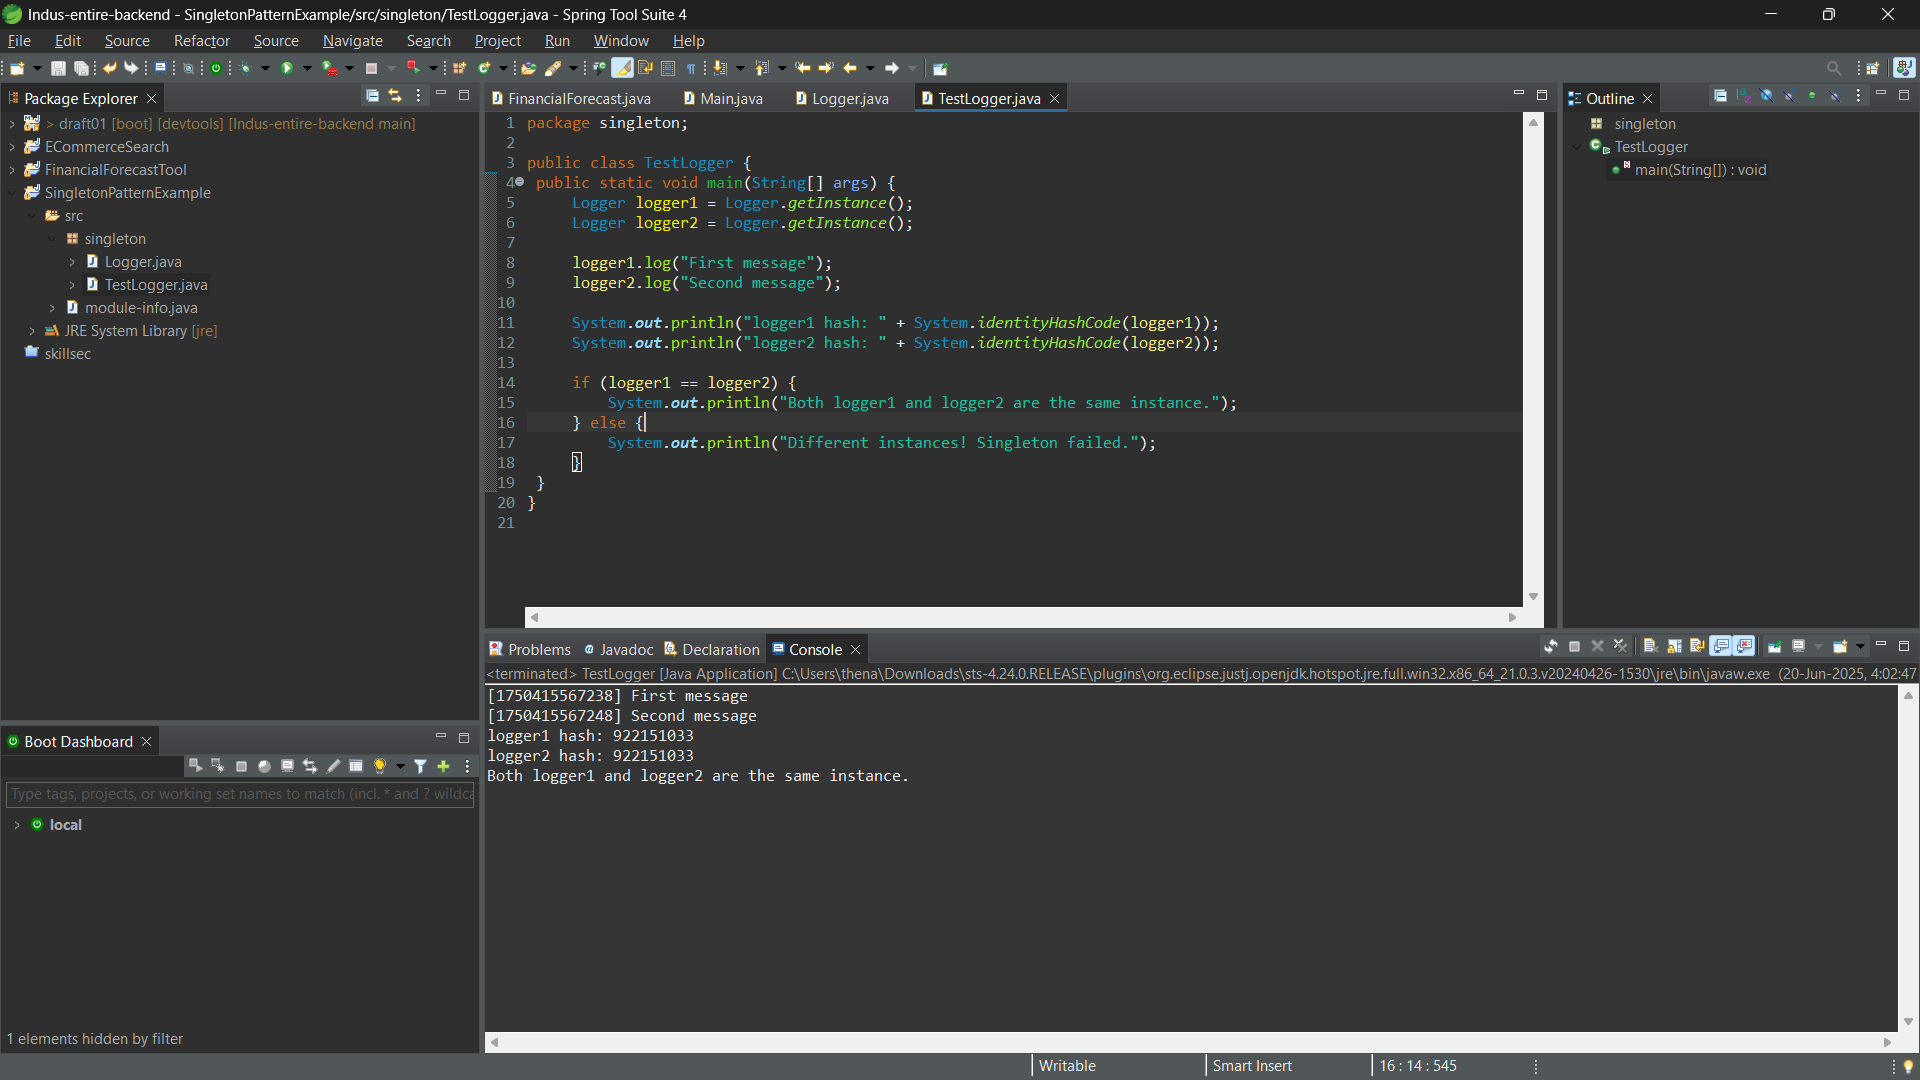 Indus-entire-backend - SingletonPatternExample/src/singleton/TestLogger.java - Spring Tool Suite 4
File Edit Source Refactor Source Navigate Search Project Run Window Help
Package Explorer
> draft01 [boot] [devtools] [Indus-entire-backend main]
ECommerceSearch
FinancialForecastTool
SingletonPatternExample
src
singleton
Logger.java
TestLogger.java
module-info.java
JRE System Library [jre]
skillsec
Boot Dashboard
Type tags, projects, or working set names to match (incl. * and ? wildca
local
1 elements hidden by filter
FinancialForecast.java Main.java Logger.java TestLogger.java
1 package singleton;
2
3 public class TestLogger {
4 public static void main(String[] args) {
5 Logger logger1 = Logger.getInstance();
6 Logger logger2 = Logger.getInstance();
7
8 logger1.log("First message");
9 logger2.log("Second message");
10
11 System.out.println("logger1 hash: " + System.identityHashCode(logger1));
12 System.out.println("logger2 hash: " + System.identityHashCode(logger2));
13
14 if (logger1 == logger2) {
15 System.out.println("Both logger1 and logger2 are the same instance.");
16 } else {
17 System.out.println("Different instances! Singleton failed.");
18 }
19 }
20 }
21
Outline
singleton
TestLogger
main(String[]) : void
Problems Javadoc Declaration Console
<terminated> TestLogger [Java Application] C:\Users\thena\Downloads\sts-4.24.0.RELEASE\plugins\org.eclipse.justj.openjdk.hotspot.jre.full.win32.x86_64_21.0.3.v20240426-1530\jre\bin\javaw.exe (20-Jun-2025, 4:02:47
[1750415567238] First message
[1750415567248] Second message
logger1 hash: 922151033
logger2 hash: 922151033
Both logger1 and logger2 are the same instance.
Writable Smart Insert 16 : 14 : 545